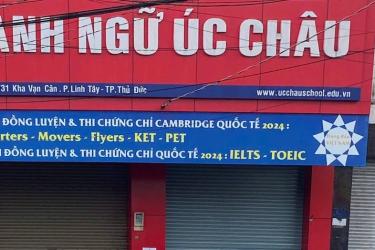 ANH NGỮ ÚC CHÂU
31 Kha Vạn Cân . P. Linh Tây - TP. Thủ Đức
www.ucchauschool.edu.vn
ĐỒNG LUYỆN & THI CHỨNG CHỈ CAMBRIDGE QUỐC TẾ 2024 :
rters - Movers - Flyers - KET - PET
ĐỒNG LUYỆN & THI CHỨNG CHỈ QUỐC TẾ 2024 : IELTS - TOEIC
VIỆT NAM